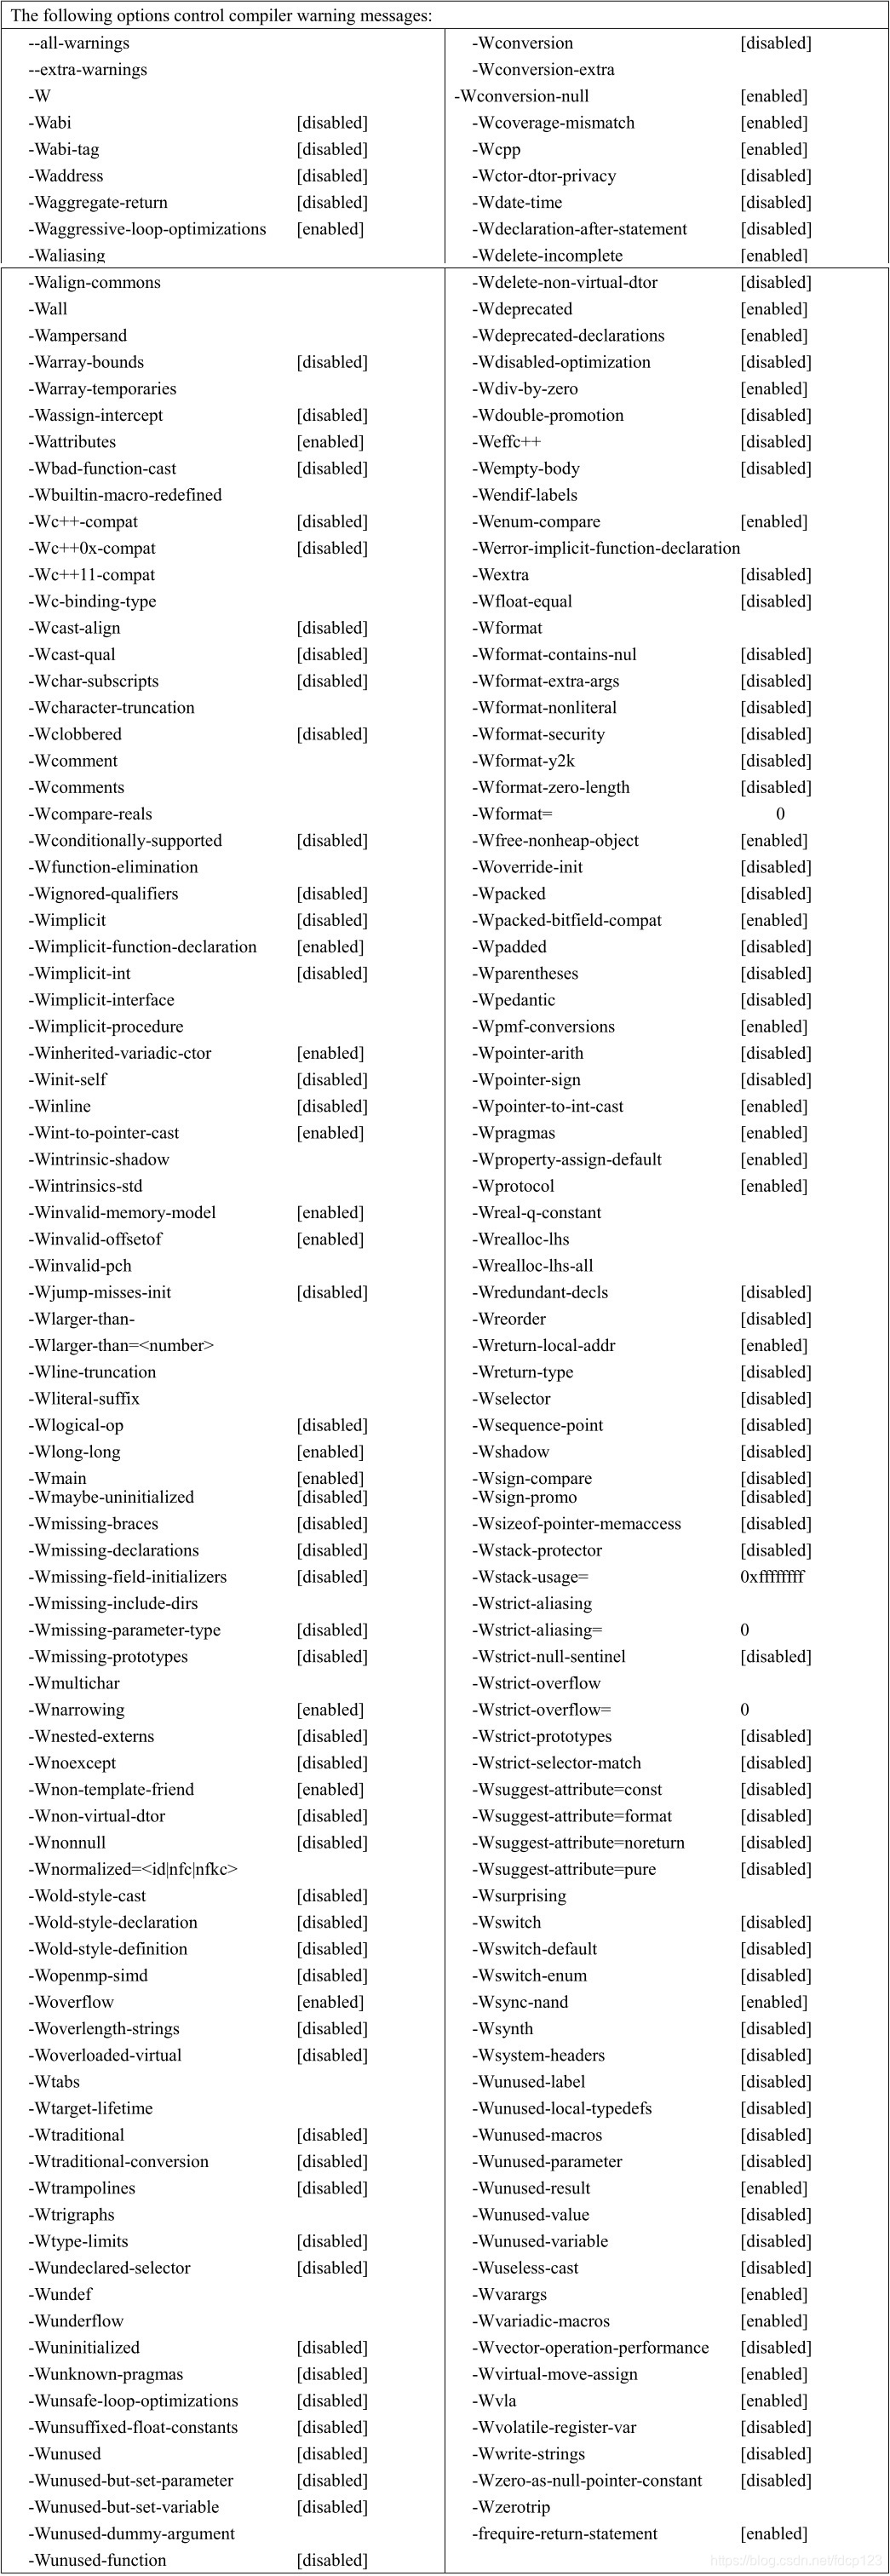 The following options control compiler warning messages:
--all-warnings
--extra-warnings
-W
-Wabi [disabled]
-Wabi-tag [disabled]
-Waddress [disabled]
-Waggregate-return [disabled]
-Waggressive-loop-optimizations [enabled]
-Waliasing
-Walign-commons
-Wall
-Wampersand
-Warray-bounds [disabled]
-Warray-temporaries
-Wassign-intercept [disabled]
-Wattributes [enabled]
-Wbad-function-cast [disabled]
-Wbuiltin-macro-redefined
-Wc++-compat [disabled]
-Wc++0x-compat [disabled]
-Wc++11-compat
-Wc-binding-type
-Wcast-align [disabled]
-Wcast-qual [disabled]
-Wchar-subscripts [disabled]
-Wcharacter-truncation
-Wclobbered [disabled]
-Wcomment
-Wcomments
-Wcompare-reals
-Wconditionally-supported [disabled]
-Wfunction-elimination
-Wignored-qualifiers [disabled]
-Wimplicit [disabled]
-Wimplicit-function-declaration [enabled]
-Wimplicit-int [disabled]
-Wimplicit-interface
-Wimplicit-procedure
-Winherited-variadic-ctor [enabled]
-Winit-self [disabled]
-Winline [disabled]
-Wint-to-pointer-cast [enabled]
-Wintrinsic-shadow
-Wintrinsics-std
-Winvalid-memory-model [enabled]
-Winvalid-offsetof [enabled]
-Winvalid-pch
-Wjump-misses-init [disabled]
-Wlarger-than-
-Wlarger-than=<number>
-Wline-truncation
-Wliteral-suffix
-Wlogical-op [disabled]
-Wlong-long [enabled]
-Wmain [enabled]
-Wmaybe-uninitialized [disabled]
-Wmissing-braces [disabled]
-Wmissing-declarations [disabled]
-Wmissing-field-initializers [disabled]
-Wmissing-include-dirs
-Wmissing-parameter-type [disabled]
-Wmissing-prototypes [disabled]
-Wmultichar
-Wnarrowing [enabled]
-Wnested-externs [disabled]
-Wnoexcept [disabled]
-Wnon-template-friend [enabled]
-Wnon-virtual-dtor [disabled]
-Wnonnull [disabled]
-Wnormalized=<id|nfc|nfkc>
-Wold-style-cast [disabled]
-Wold-style-declaration [disabled]
-Wold-style-definition [disabled]
-Wopenmp-simd [disabled]
-Woverflow [enabled]
-Woverlength-strings [disabled]
-Woverloaded-virtual [disabled]
-Wtabs
-Wtarget-lifetime
-Wtraditional [disabled]
-Wtraditional-conversion [disabled]
-Wtrampolines [disabled]
-Wtrigraphs
-Wtype-limits [disabled]
-Wundeclared-selector [disabled]
-Wundef
-Wunderflow
-Wuninitialized [disabled]
-Wunknown-pragmas [disabled]
-Wunsafe-loop-optimizations [disabled]
-Wunsuffixed-float-constants [disabled]
-Wunused [disabled]
-Wunused-but-set-parameter [disabled]
-Wunused-but-set-variable [disabled]
-Wunused-dummy-argument
-Wunused-function [disabled]
-Wconversion [disabled]
-Wconversion-extra
-Wconversion-null [enabled]
-Wcoverage-mismatch [enabled]
-Wcpp [enabled]
-Wctor-dtor-privacy [disabled]
-Wdate-time [disabled]
-Wdeclaration-after-statement [disabled]
-Wdelete-incomplete [enabled]
-Wdelete-non-virtual-dtor [disabled]
-Wdeprecated [enabled]
-Wdeprecated-declarations [enabled]
-Wdisabled-optimization [disabled]
-Wdiv-by-zero [enabled]
-Wdouble-promotion [disabled]
-Weffc++ [disabled]
-Wempty-body [disabled]
-Wendif-labels
-Wenum-compare [enabled]
-Werror-implicit-function-declaration
-Wextra [disabled]
-Wfloat-equal [disabled]
-Wformat
-Wformat-contains-nul [disabled]
-Wformat-extra-args [disabled]
-Wformat-nonliteral [disabled]
-Wformat-security [disabled]
-Wformat-y2k [disabled]
-Wformat-zero-length [disabled]
-Wformat= 0
-Wfree-nonheap-object [enabled]
-Woverride-init [disabled]
-Wpacked [disabled]
-Wpacked-bitfield-compat [enabled]
-Wpadded [disabled]
-Wparentheses [disabled]
-Wpedantic [disabled]
-Wpmf-conversions [enabled]
-Wpointer-arith [disabled]
-Wpointer-sign [disabled]
-Wpointer-to-int-cast [enabled]
-Wpragmas [enabled]
-Wproperty-assign-default [enabled]
-Wprotocol [enabled]
-Wreal-q-constant
-Wrealloc-lhs
-Wrealloc-lhs-all
-Wredundant-decls [disabled]
-Wreorder [disabled]
-Wreturn-local-addr [enabled]
-Wreturn-type [disabled]
-Wselector [disabled]
-Wsequence-point [disabled]
-Wshadow [disabled]
-Wsign-compare [disabled]
-Wsign-promo [disabled]
-Wsizeof-pointer-memaccess [disabled]
-Wstack-protector [disabled]
-Wstack-usage= 0xffffffff
-Wstrict-aliasing
-Wstrict-aliasing= 0
-Wstrict-null-sentinel [disabled]
-Wstrict-overflow
-Wstrict-overflow= 0
-Wstrict-prototypes [disabled]
-Wstrict-selector-match [disabled]
-Wsuggest-attribute=const [disabled]
-Wsuggest-attribute=format [disabled]
-Wsuggest-attribute=noreturn [disabled]
-Wsuggest-attribute=pure [disabled]
-Wsurprising
-Wswitch [disabled]
-Wswitch-default [disabled]
-Wswitch-enum [disabled]
-Wsync-nand [enabled]
-Wsynth [disabled]
-Wsystem-headers [disabled]
-Wunused-label [disabled]
-Wunused-local-typedefs [disabled]
-Wunused-macros [disabled]
-Wunused-parameter [disabled]
-Wunused-result [enabled]
-Wunused-value [disabled]
-Wunused-variable [disabled]
-Wuseless-cast [disabled]
-Wvarargs [enabled]
-Wvariadic-macros [enabled]
-Wvector-operation-performance [disabled]
-Wvirtual-move-assign [enabled]
-Wvla [enabled]
-Wvolatile-register-var [disabled]
-Wwrite-strings [disabled]
-Wzero-as-null-pointer-constant [disabled]
-Wzerotrip
-frequire-return-statement [enabled]
https://blog.csdn.net/fdcp123